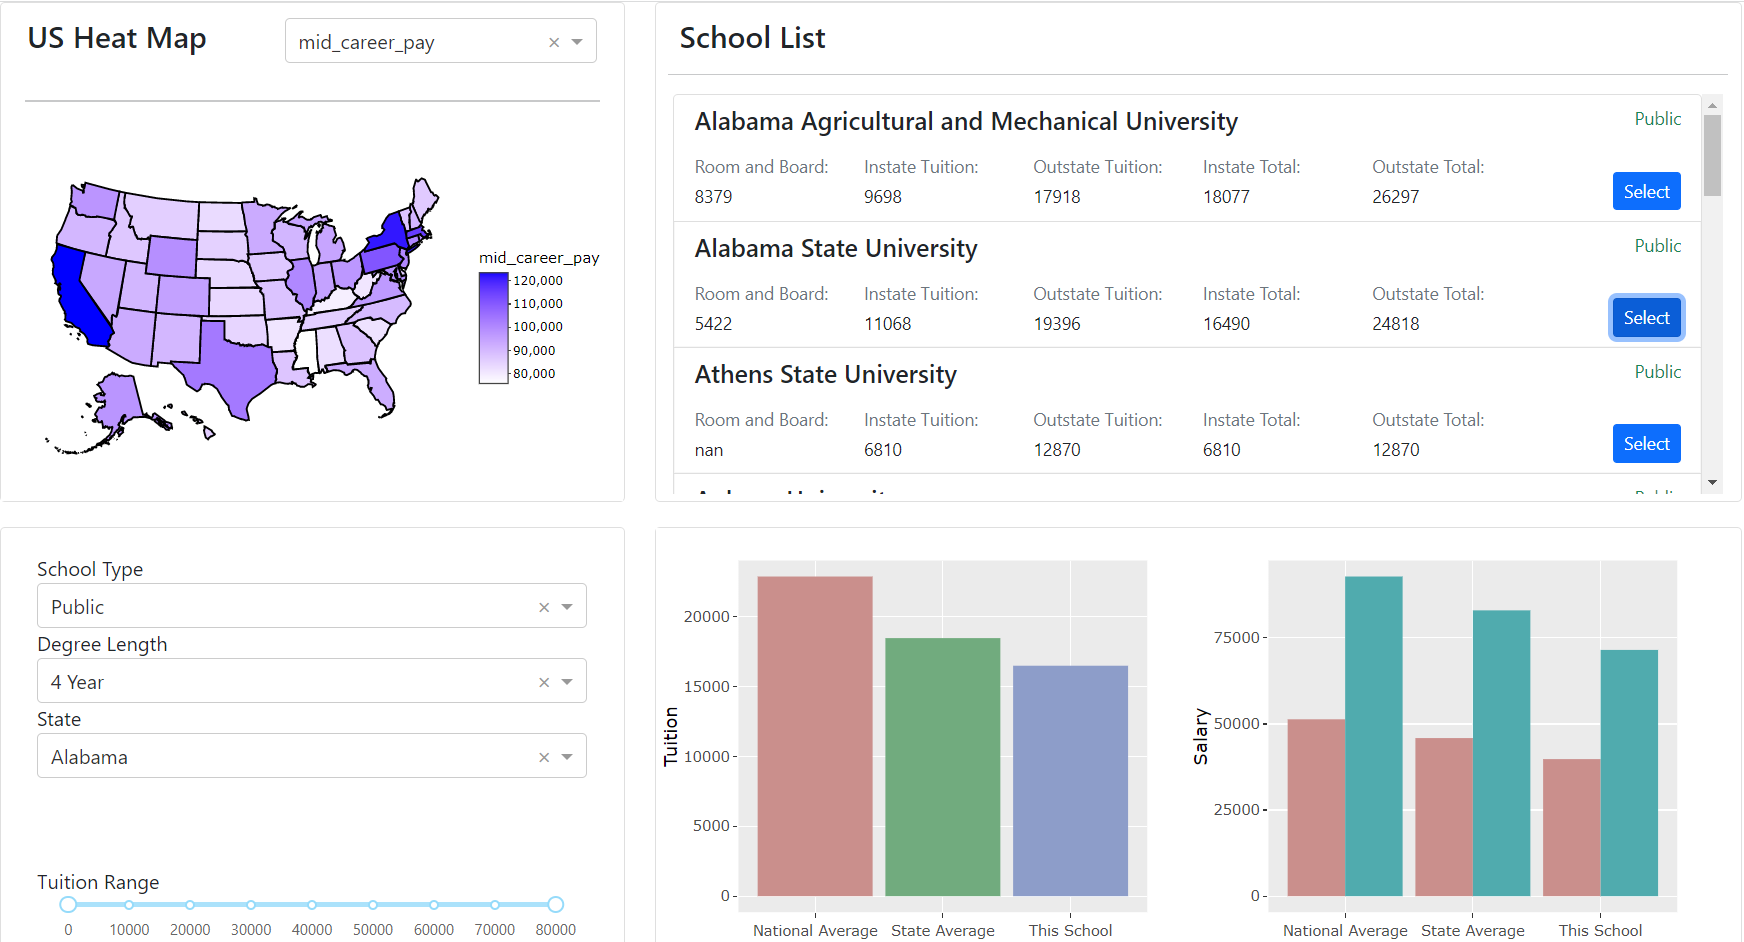 US Heat Map
mid_career_pay
mid_career_pay
120,000
110,000
100,000
90,000
80,000
School List
Alabama Agricultural and Mechanical University
Public
Room and Board: Instate Tuition: Outstate Tuition: Instate Total: Outstate Total:
8379 9698 17918 18077 26297
Select
Alabama State University
Public
Room and Board: Instate Tuition: Outstate Tuition: Instate Total: Outstate Total:
5422 11068 19396 16490 24818
Select
Athens State University
Public
Room and Board: Instate Tuition: Outstate Tuition: Instate Total: Outstate Total:
nan 6810 12870 6810 12870
Select
School Type
Public
Degree Length
4 Year
State
Alabama
Tuition Range
0 10000 20000 30000 40000 50000 60000 70000 80000
Tuition
20000
15000
10000
5000
0
National Average State Average This School
Salary
75000
50000
25000
0
National Average State Average This School